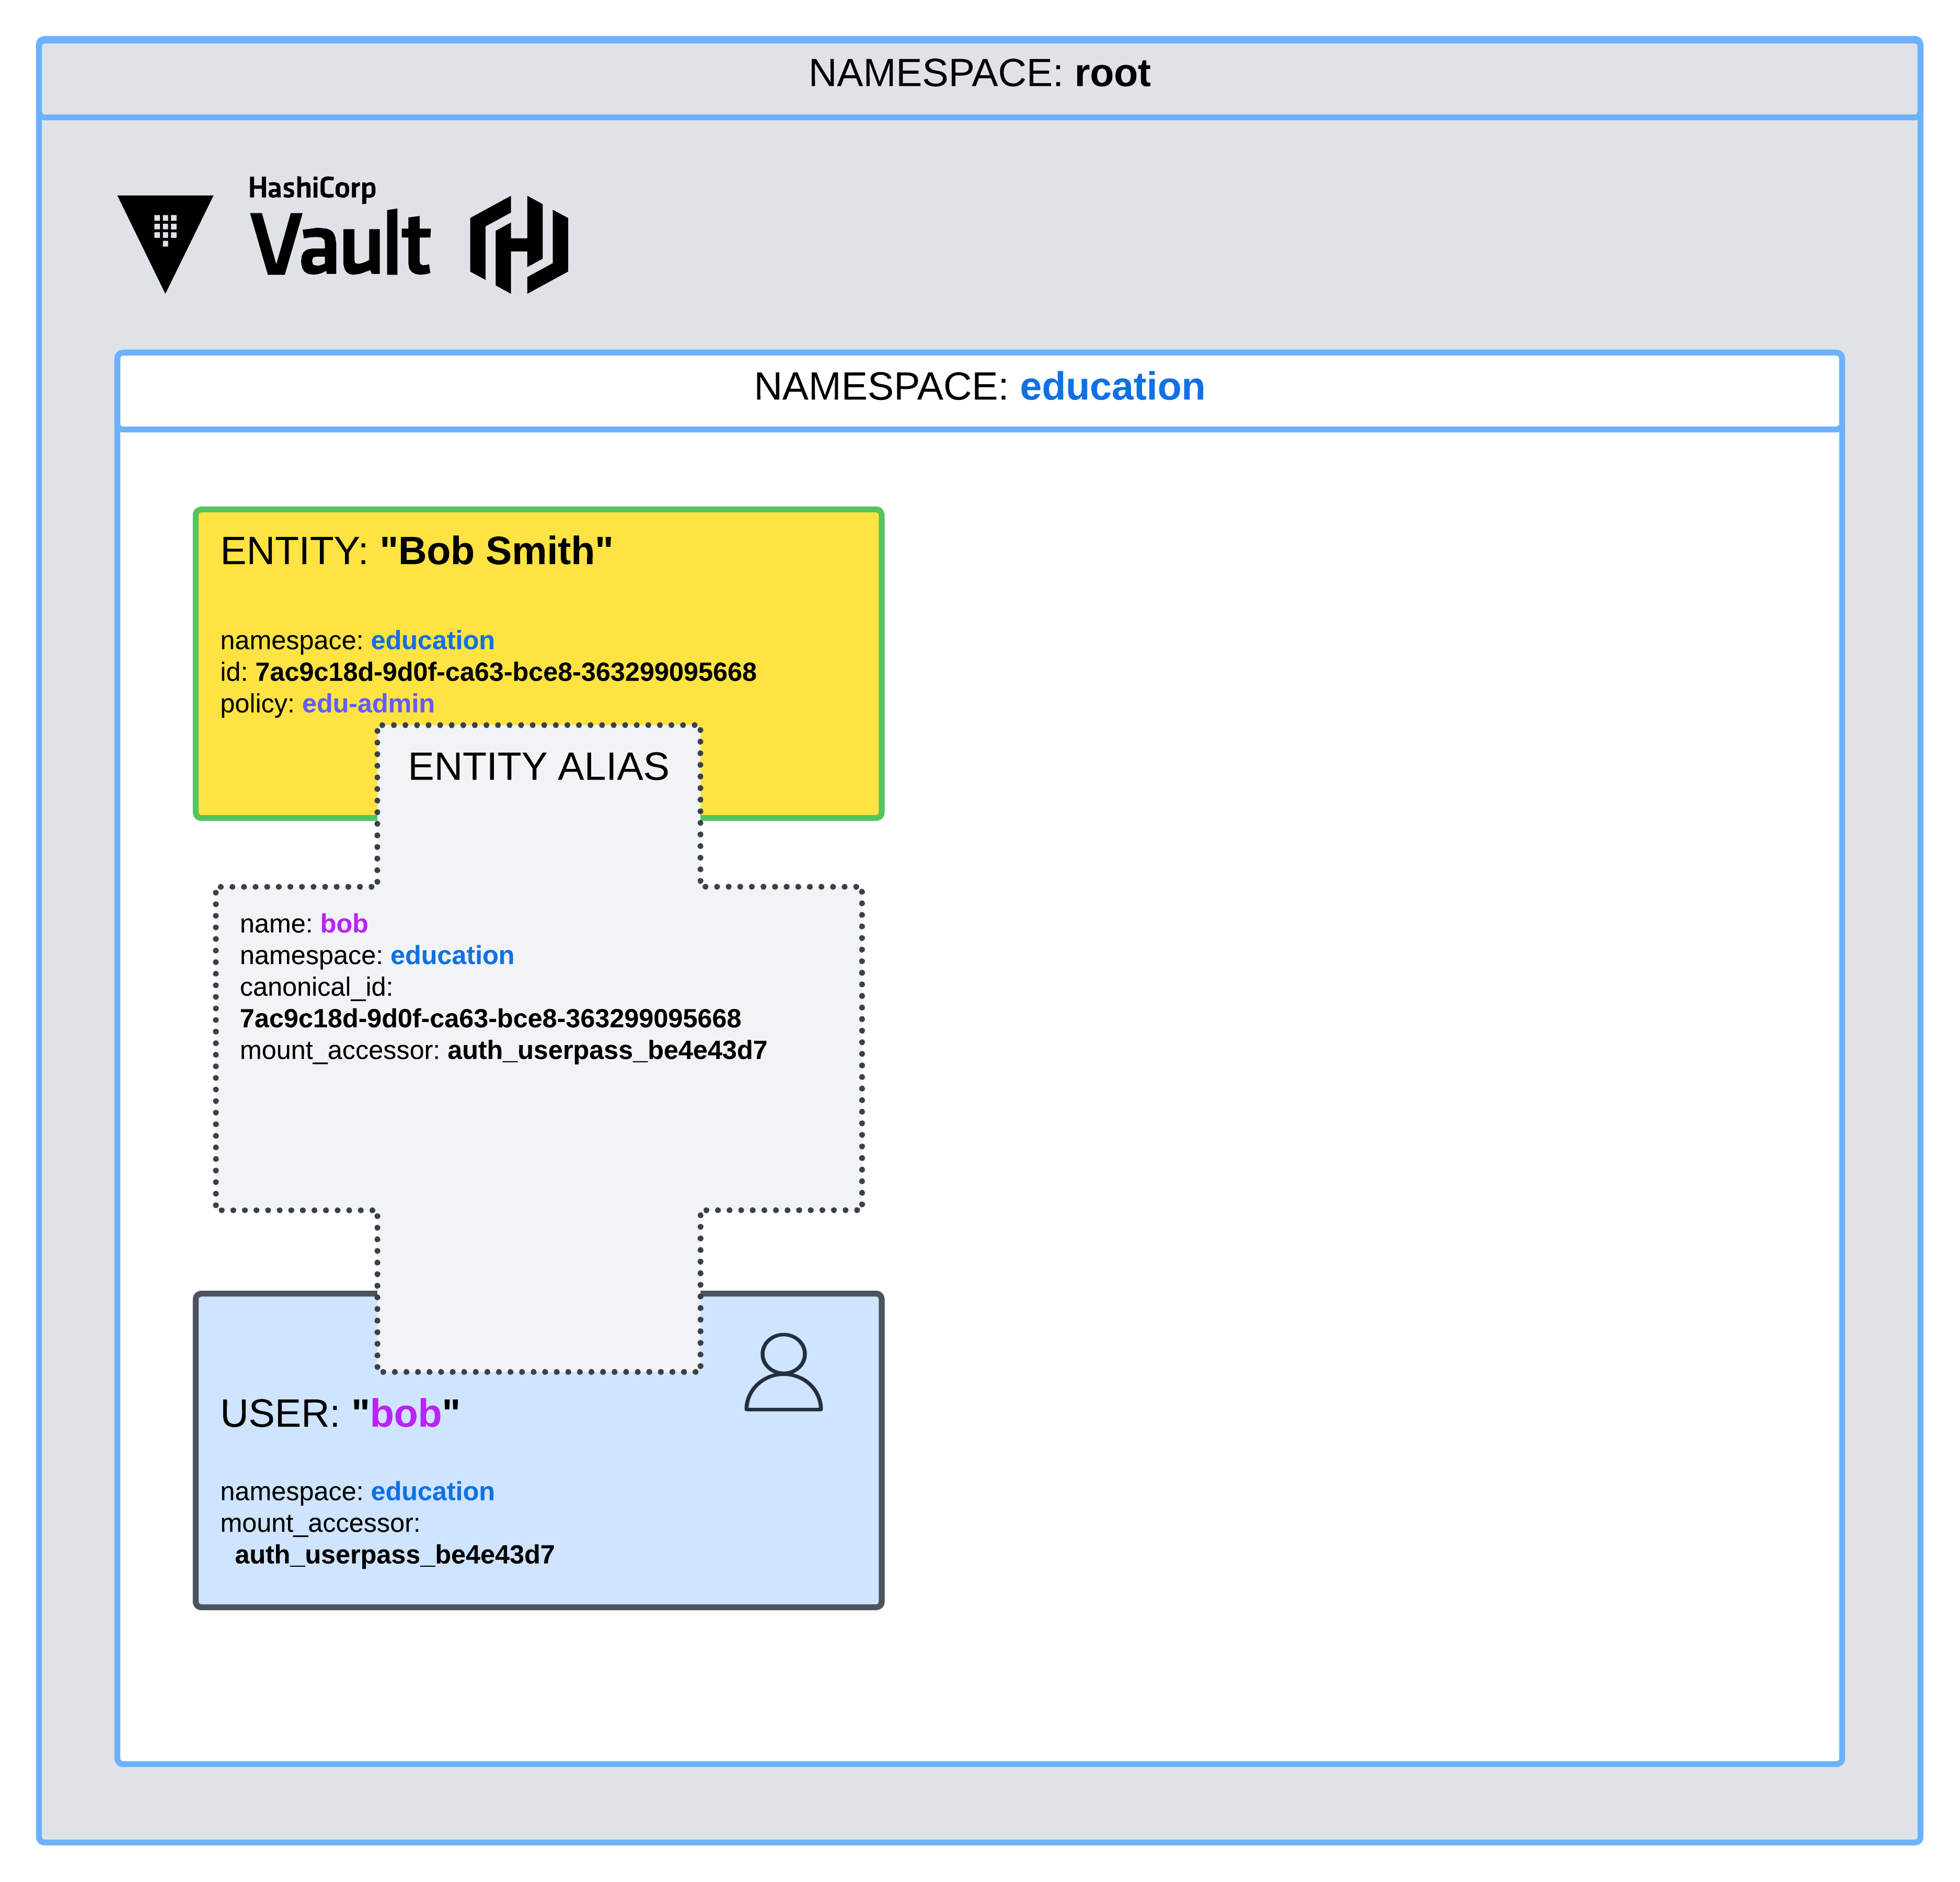 NAMESPACE: root
HashiCorp
Vault
NAMESPACE: education
ENTITY: "Bob Smith"
namespace: education
id: 7ac9c18d-9d0f-ca63-bce8-363299095668
policy: edu-admin
ENTITY ALIAS
name: bob
namespace: education
canonical_id:
7ac9c18d-9d0f-ca63-bce8-363299095668
mount_accessor: auth_userpass_be4e43d7
USER: "bob"
namespace: education
mount_accessor:
auth_userpass_be4e43d7